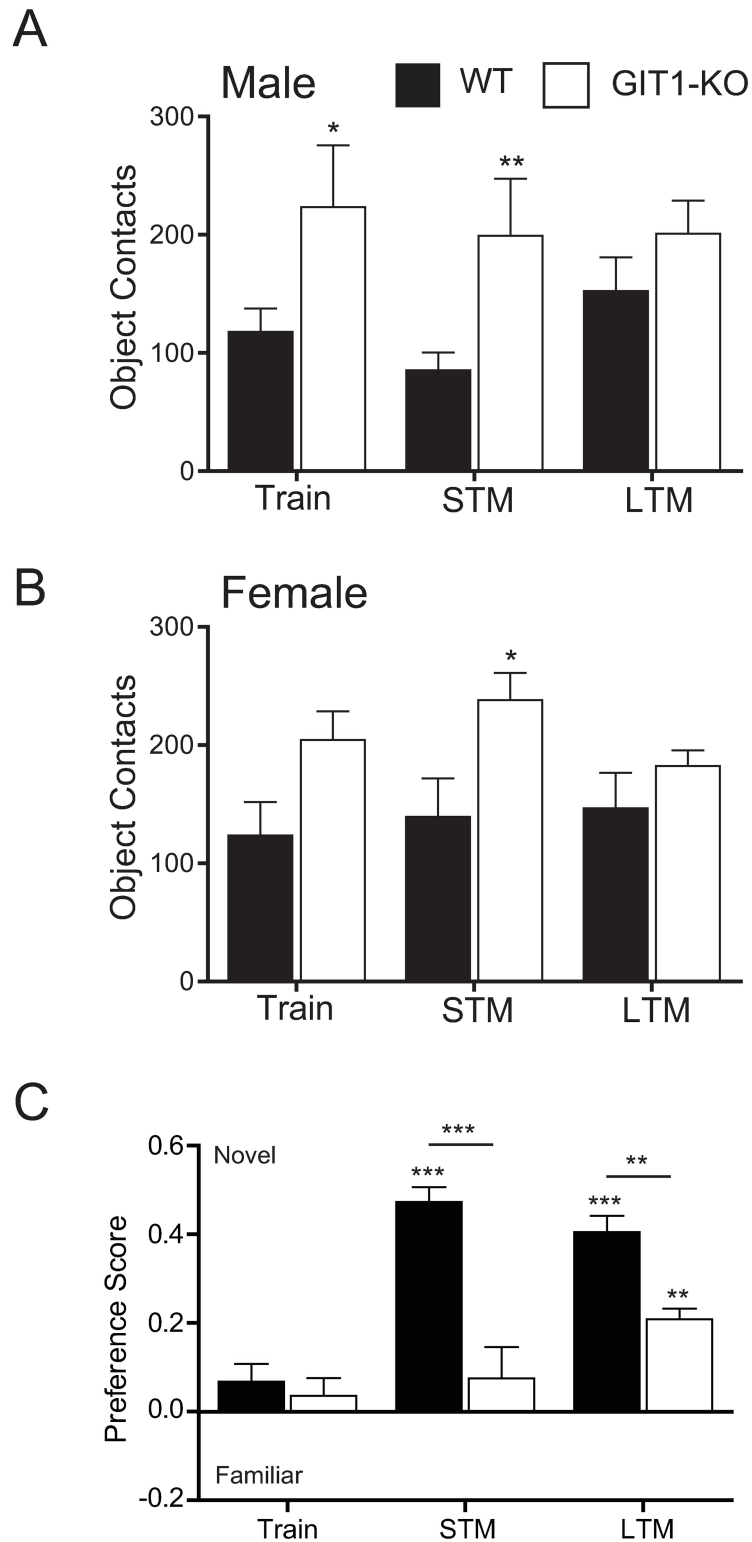 A
Male
WT
GIT1-KO
Object Contacts
300
200
100
0
*
**
Train
STM
LTM
B
Female
Object Contacts
300
200
100
0
*
Train
STM
LTM
C
Preference Score
0.6
0.4
0.2
0.0
-0.2
Novel
Familiar
***
***
**
***
**
Train
STM
LTM